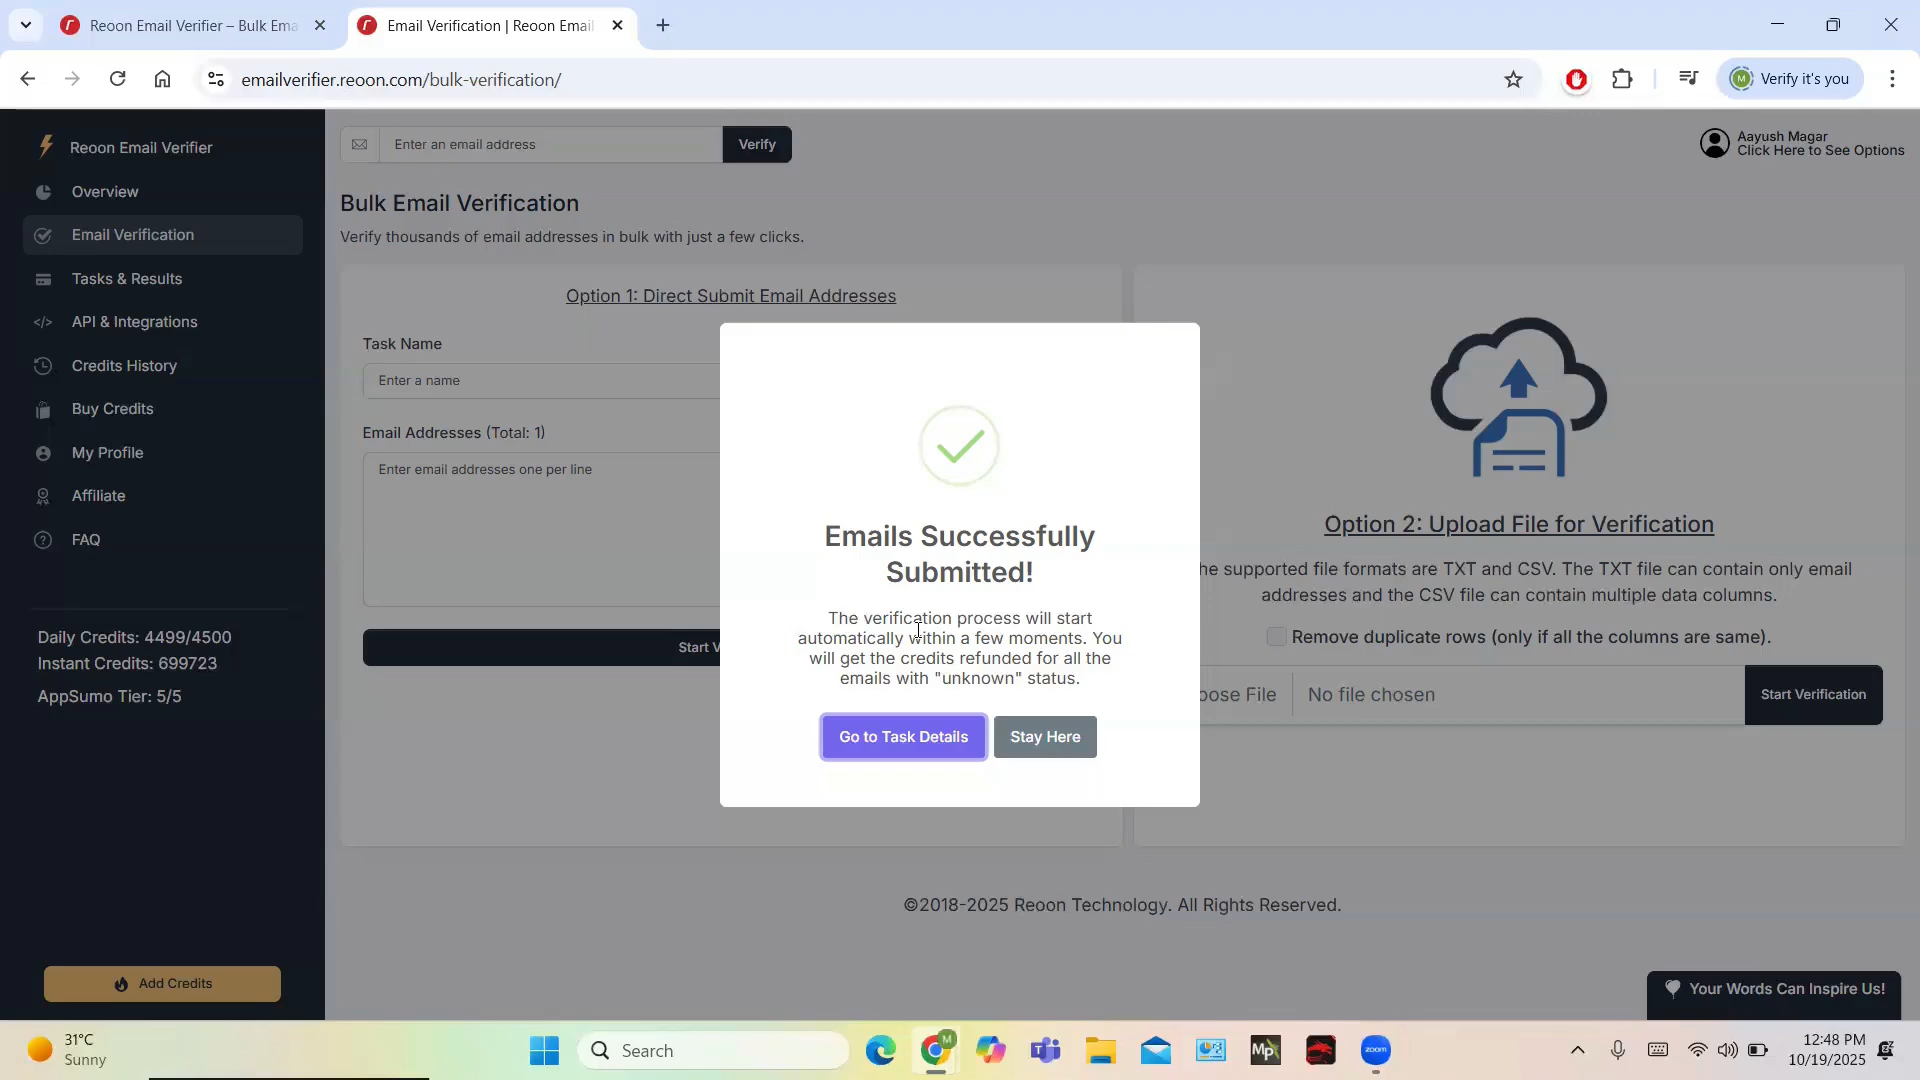 Reoon Email Verifier – Bulk Ema
Email Verification | Reoon Email
emailverifier.reoon.com/bulk-verification/
Verify it's you
Reoon Email Verifier
Overview
Email Verification
Tasks & Results
API & Integrations
Credits History
Buy Credits
My Profile
Affiliate
FAQ
Daily Credits: 4499/4500
Instant Credits: 699723
AppSumo Tier: 5/5
Add Credits
Enter an email address
Verify
Aayush Magar
Click Here to See Options
Bulk Email Verification
Verify thousands of email addresses in bulk with just a few clicks.
Option 1: Direct Submit Email Addresses
Task Name
Enter a name
Email Addresses (Total: 1)
Enter email addresses one per line
Start V
Emails Successfully
Submitted!
The verification process will start
automatically within a few moments. You
will get the credits refunded for all the
emails with "unknown" status.
Go to Task Details
Stay Here
Option 2: Upload File for Verification
he supported file formats are TXT and CSV. The TXT file can contain only email
addresses and the CSV file can contain multiple data columns.
Remove duplicate rows (only if all the columns are same).
oose File
No file chosen
Start Verification
©2018-2025 Reoon Technology. All Rights Reserved.
Your Words Can Inspire Us!
31°C
Sunny
Search
M
Mp
zoom
12:48 PM
10/19/2025